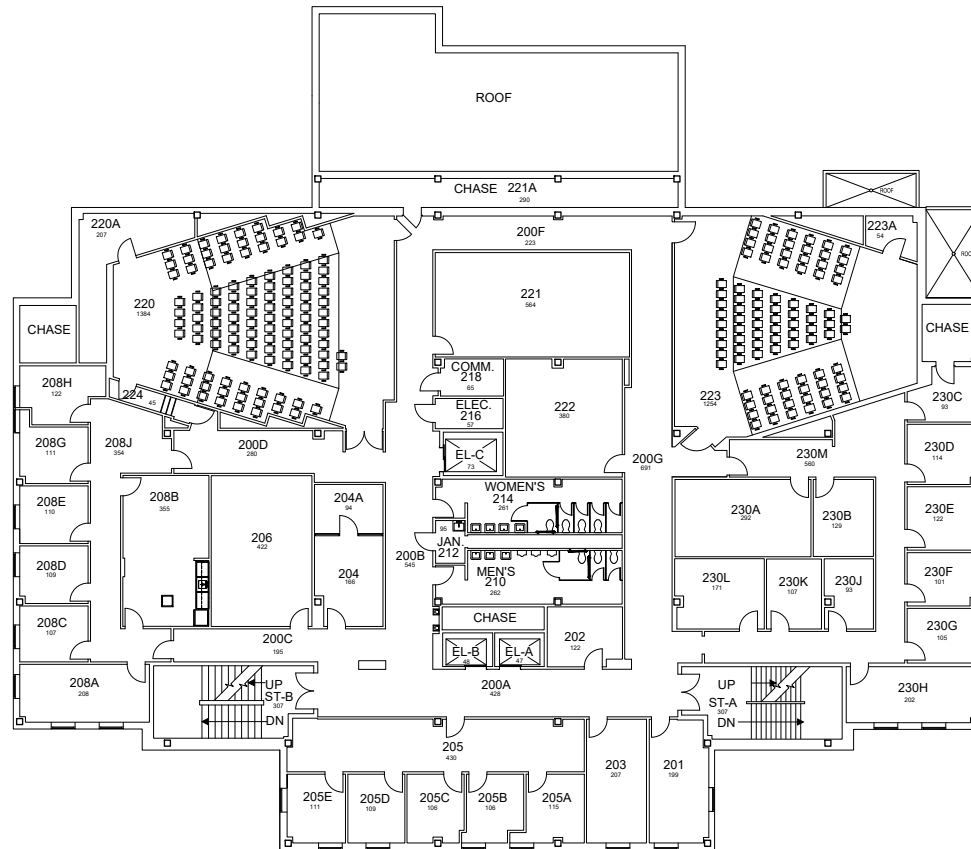 ROOF
CHASE 221A
290
ROOF
220A
207
200F
223
223A
54
ROO
221
564
220
1384
CHASE
CHASE
COMM.
218
65
223
1254
208H
122
224
45
ELEC.
216
57
222
380
230C
93
208G
111
208J
354
200D
280
EL-C
73
200G
691
230M
560
230D
114
208E
110
208B
355
206
422
204A
94
WOMEN'S
214
261
230A
292
230B
129
230E
122
95
JAN.
212
200B
545
208D
109
204
166
MEN'S
210
262
230L
171
230K
107
230J
93
230F
101
208C
107
CHASE
202
122
230G
105
200C
195
EL-B
48
EL-A
47
208A
208
UP
ST-B
307
DN
200A
428
UP
ST-A
307
DN
230H
202
205
430
203
207
201
199
205E
111
205D
109
205C
106
205B
106
205A
115